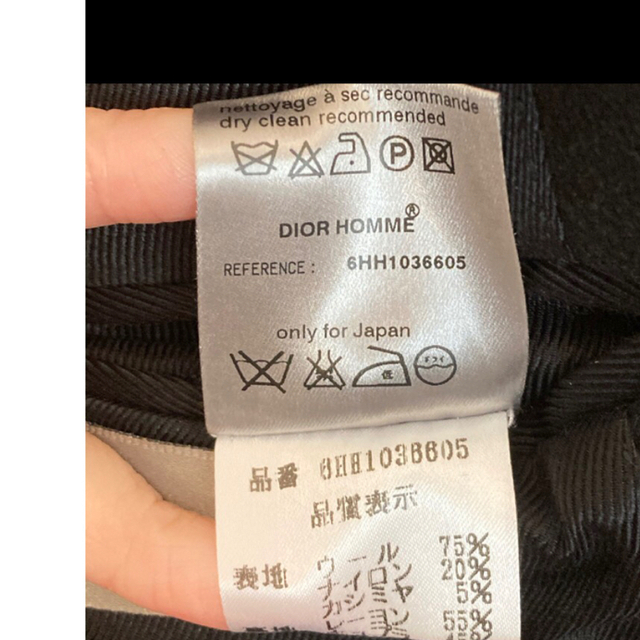 nettoyage à sec recommande
dry clean recommended
P
DIOR HOMME®
REFERENCE : 6HH1036605
only for Japan
低
ドライ
品番 6HH1036605
品質表示
表地 ウール 75%
ナイロン 20%
カシミヤ 5%
55%